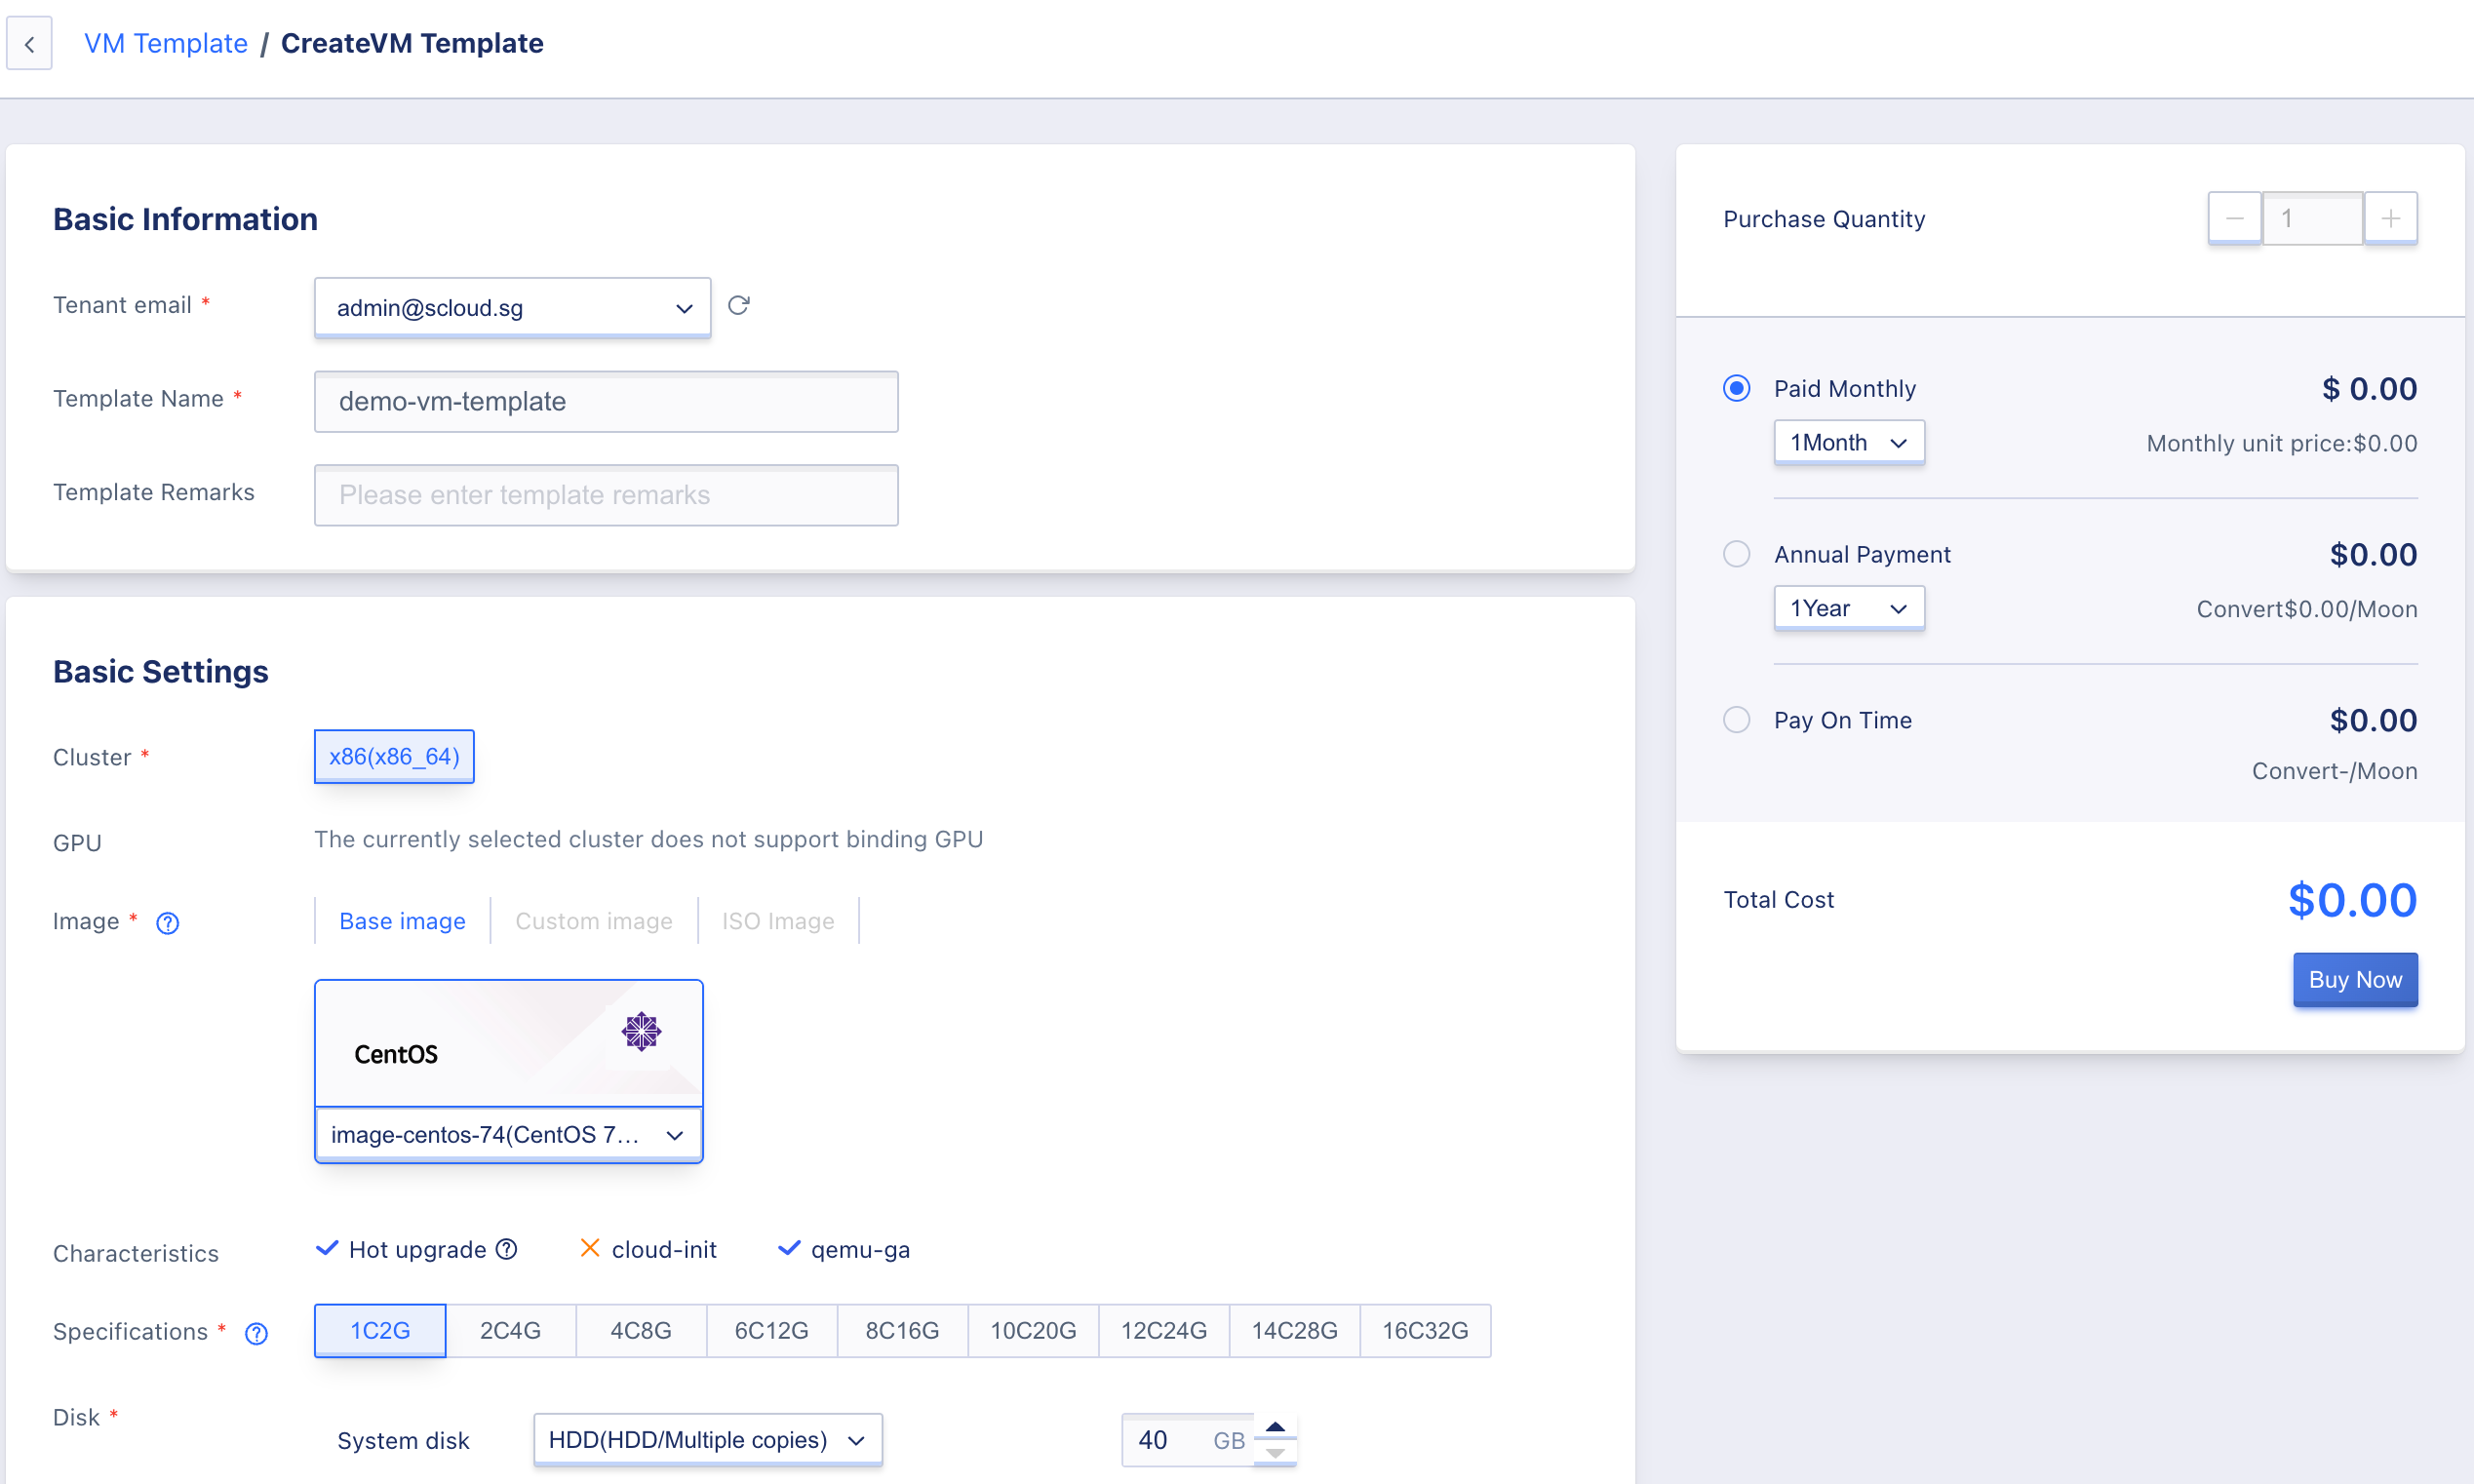 VM Template / CreateVM Template
Basic Information
Tenant email *
admin@scloud.sg
Template Name *
demo-vm-template
Template Remarks
Please enter template remarks
Basic Settings
Cluster *
x86(x86_64)
GPU
The currently selected cluster does not support binding GPU
Image *
Base image
Custom image
ISO Image
CentOS
image-centos-74(CentOS 7...
Characteristics
Hot upgrade
cloud-init
qemu-ga
Specifications *
1C2G
2C4G
4C8G
6C12G
8C16G
10C20G
12C24G
14C28G
16C32G
Disk *
System disk
HDD(HDD/Multiple copies)
40 GB
Purchase Quantity
1
Paid Monthly
$ 0.00
1Month
Monthly unit price:$0.00
Annual Payment
$0.00
1Year
Convert$0.00/Moon
Pay On Time
$0.00
Convert-/Moon
Total Cost
$0.00
Buy Now